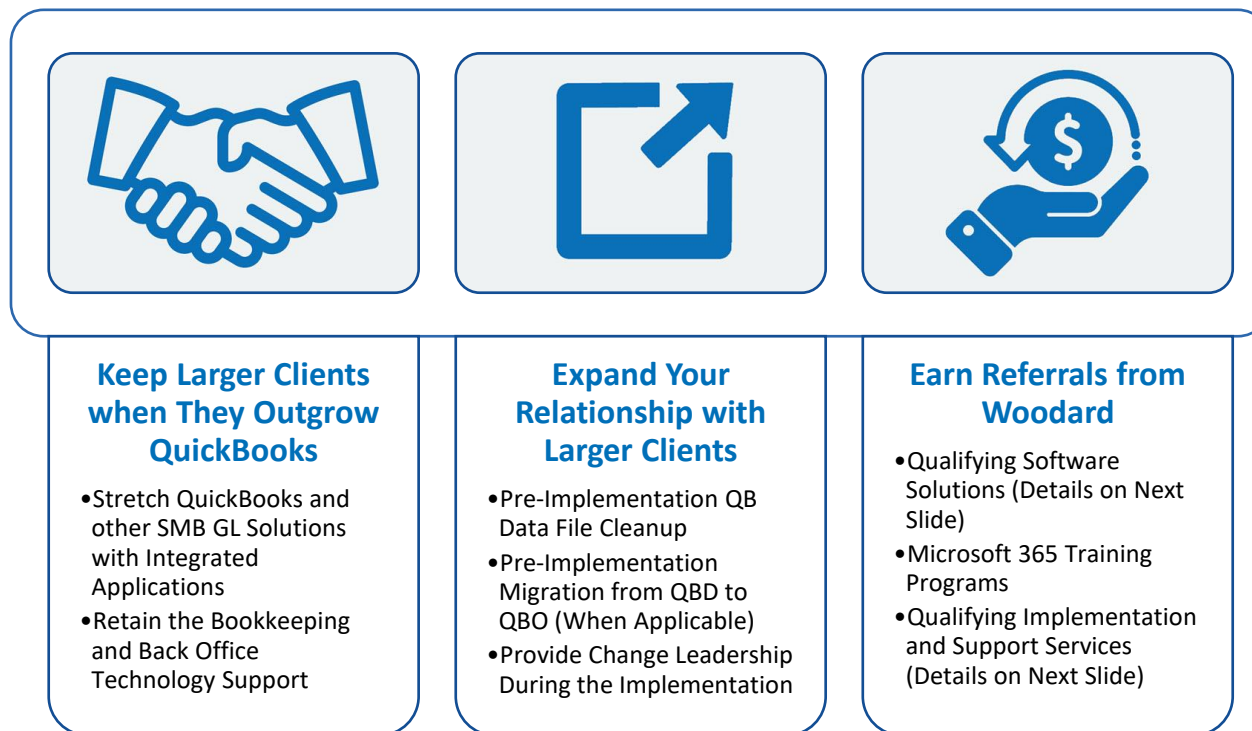 $
Keep Larger Clients
when They Outgrow
QuickBooks
•Stretch QuickBooks and
other SMB GL Solutions
with Integrated
Applications
•Retain the Bookkeeping
and Back Office
Technology Support
Expand Your
Relationship with
Larger Clients
•Pre-Implementation QB
Data File Cleanup
•Pre-Implementation
Migration from QBD to
QBO (When Applicable)
•Provide Change Leadership
During the Implementation
Earn Referrals from
Woodard
•Qualifying Software
Solutions (Details on Next
Slide)
•Microsoft 365 Training
Programs
•Qualifying Implementation
and Support Services
(Details on Next Slide)